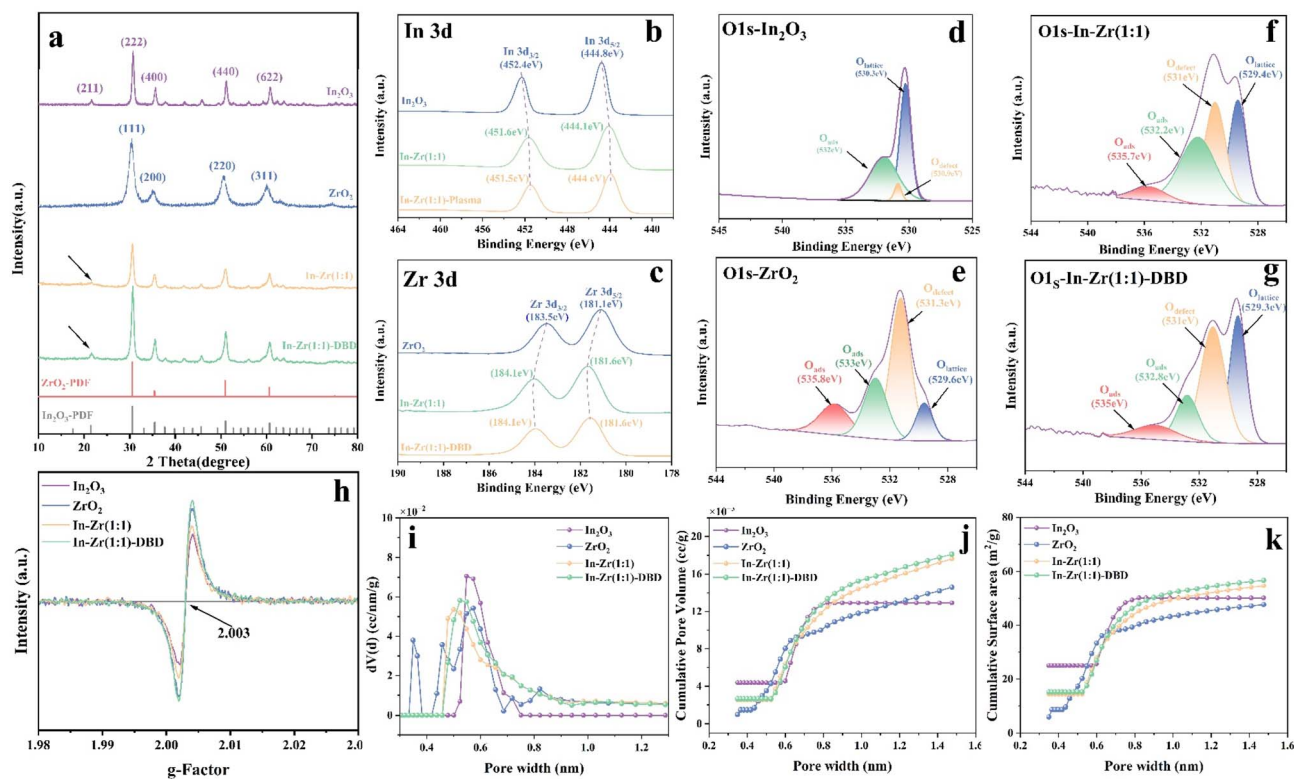 a
(222)
(211)
(400)
(440)
(622)
In₂O₃
(111)
(200)
(220)
(311)
ZrO₂
In-Zr(1:1)
In-Zr(1:1)-DBD
ZrO₂-PDF
In₂O₃-PDF
Intensity(a.u.)
10 20 30 40 50 60 70 80
2 Theta(degree)
In 3d
b
In 3d3/2
(452.4eV)
In 3d5/2
(444.8eV)
In₂O₃
(451.6eV)
(444.1eV)
In-Zr(1:1)
(451.5eV)
(444 eV)
In-Zr(1:1)-Plasma
Intensity (a.u.)
464 460 456 452 448 444 440
Binding Energy (eV)
Zr 3d
c
Zr 3d3/2
(183.5eV)
Zr 3d5/2
(181.1eV)
ZrO₂
(184.1eV)
(181.6eV)
In-Zr(1:1)
(184.1eV)
(181.6eV)
In-Zr(1:1)-DBD
Intensity (a.u.)
190 188 186 184 182 180 178
Binding Energy (eV)
O1s-In₂O₃
d
Olattice
(530.3eV)
Oads
(532eV)
Odefect
Intensity (a.u.)
545 540 535 530 525
Binding Energy (eV)
O1s-ZrO₂
e
Odefect
(531.3eV)
Oads
(533eV)
Oads
(535.8eV)
Olattice
(529.6eV)
Intensity (a.u.)
544 540 536 532 528
Binding Energy (eV)
O1s-In-Zr(1:1)
f
Odefect
(531eV)
Olattice
(529.4eV)
Oads
(532.2eV)
Oads
(535.7eV)
Intensity (a.u.)
544 540 536 532 528
Binding Energy (eV)
O1S-In-Zr(1:1)-DBD
g
Olattice
(529.3eV)
Odefect
(531eV)
Oads
(532.8eV)
Oads
(535eV)
Intensity (a.u.)
544 540 536 532 528
Binding Energy (eV)
h
In₂O₃
ZrO₂
In-Zr(1:1)
In-Zr(1:1)-DBD
2.003
Intensity (a.u.)
1.98 1.99 2.00 2.01 2.02 2.0
g-Factor
×10⁻²
i
In₂O₃
ZrO₂
In-Zr(1:1)
In-Zr(1:1)-DBD
dV(d) (cc/nm/g)
10
8
6
4
2
0
0.4 0.6 0.8 1.0 1.2
Pore width (nm)
×10⁻³
j
In₂O₃
ZrO₂
In-Zr(1:1)
In-Zr(1:1)-DBD
Cumulative Pore Volume (cc/g)
20
16
12
8
4
0
0.2 0.4 0.6 0.8 1.0 1.2 1.4 1.6
Pore width (nm)
k
In₂O₃
ZrO₂
In-Zr(1:1)
In-Zr(1:1)-DBD
Cumulative Surface area (m²/g)
100
80
60
40
20
0
0.2 0.4 0.6 0.8 1.0 1.2 1.4 1.6
Pore width (nm)